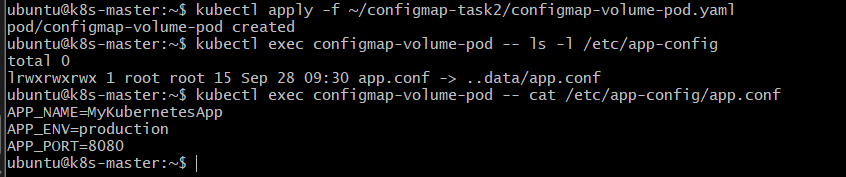 ubuntu@k8s-master:~$ kubectl apply -f ~/configmap-task2/configmap-volume-pod.yaml
pod/configmap-volume-pod created
ubuntu@k8s-master:~$ kubectl exec configmap-volume-pod -- ls -l /etc/app-config
total 0
lrwxrwxrwx 1 root root 15 Sep 28 09:30 app.conf -> ..data/app.conf
ubuntu@k8s-master:~$ kubectl exec configmap-volume-pod -- cat /etc/app-config/app.conf
APP_NAME=MyKubernetesApp
APP_ENV=production
APP_PORT=8080
ubuntu@k8s-master:~$